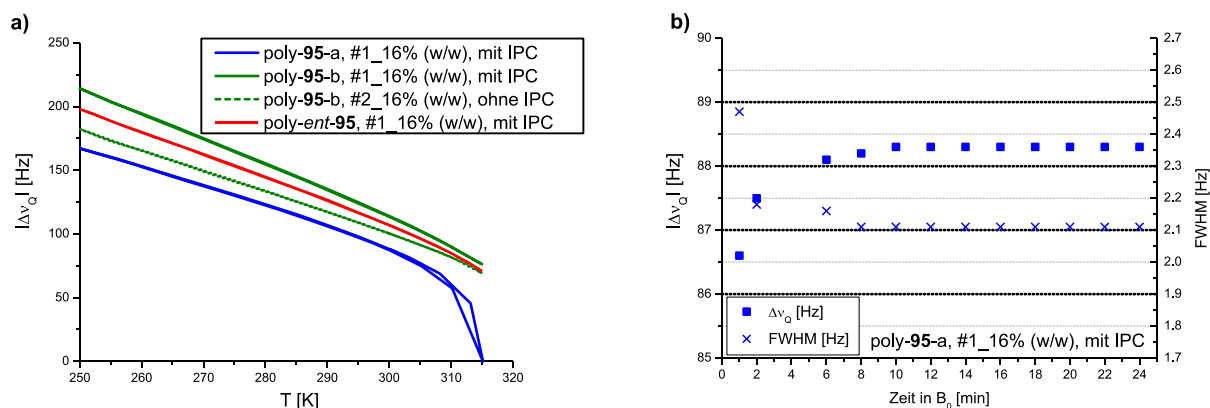 a)
poly-95-a, #1_16% (w/w), mit IPC
poly-95-b, #1_16% (w/w), mit IPC
poly-95-b, #2_16% (w/w), ohne IPC
poly-ent-95, #1_16% (w/w), mit IPC
|Δν_Q| [Hz]
250
200
150
100
50
0
250 260 270 280 290 300 310 320
T [K]
b)
|Δν_Q| [Hz]
90
89
88
87
86
85
2.7
2.6
2.5
2.4
2.3
2.2
2.1
2.0
1.9
1.8
1.7
FWHM [Hz]
Δν_Q [Hz]
FWHM [Hz]
poly-95-a, #1_16% (w/w), mit IPC
0 2 4 6 8 10 12 14 16 18 20 22 24
Zeit in B_0 [min]